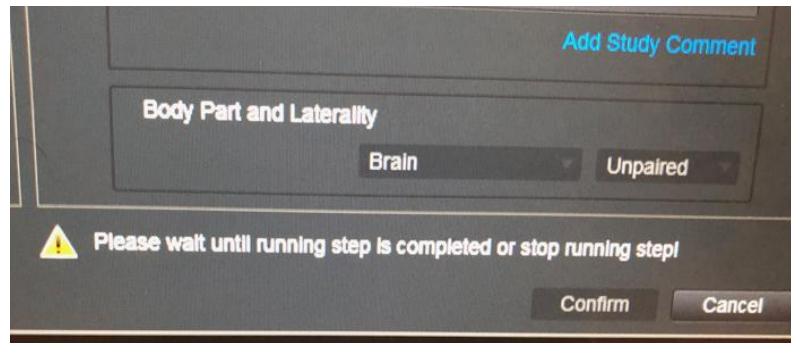 Add Study Comment
Body Part and Laterality
Brain Unpaired
Please wait until running step is completed or stop running step!
Confirm Cancel